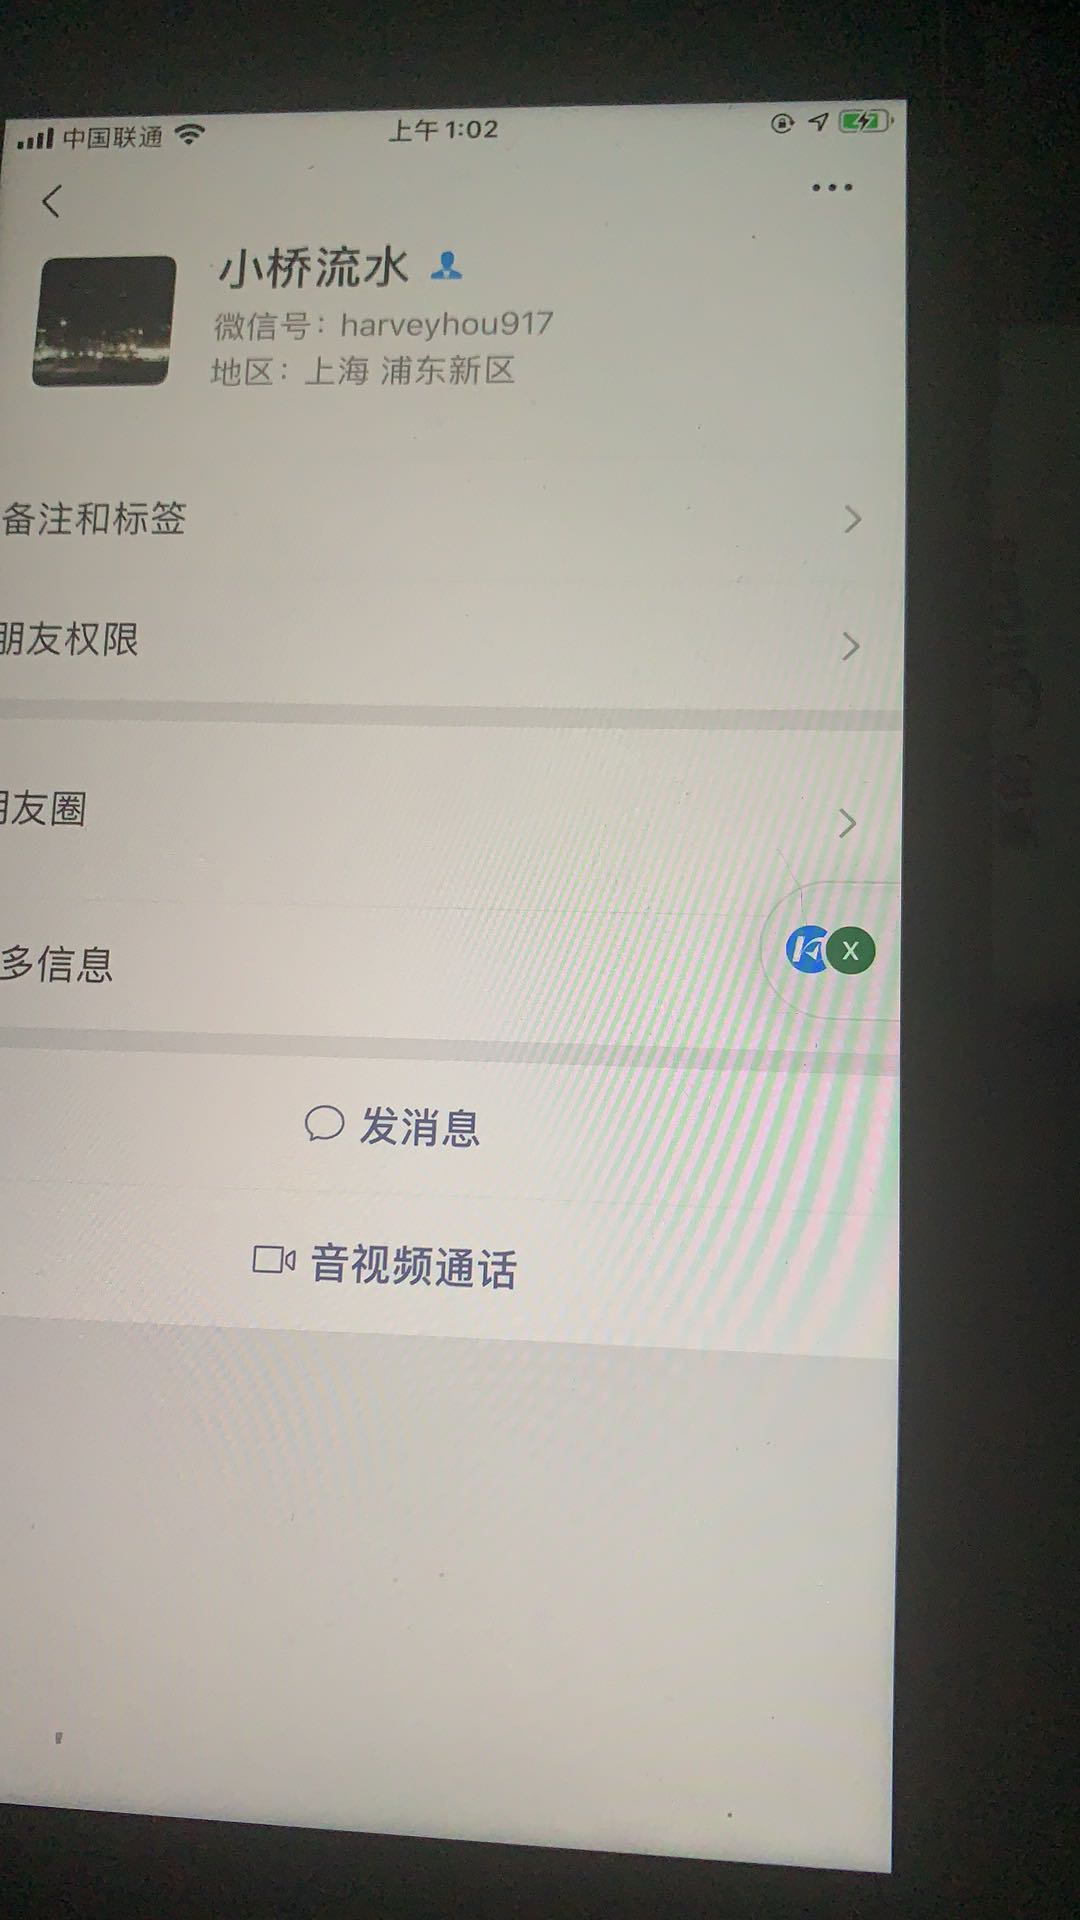 中国联通
上午1:02
小桥流水
微信号：harveyhou917
地区：上海 浦东新区
备注和标签
朋友权限
友圈
多信息
X
发消息
音视频通话